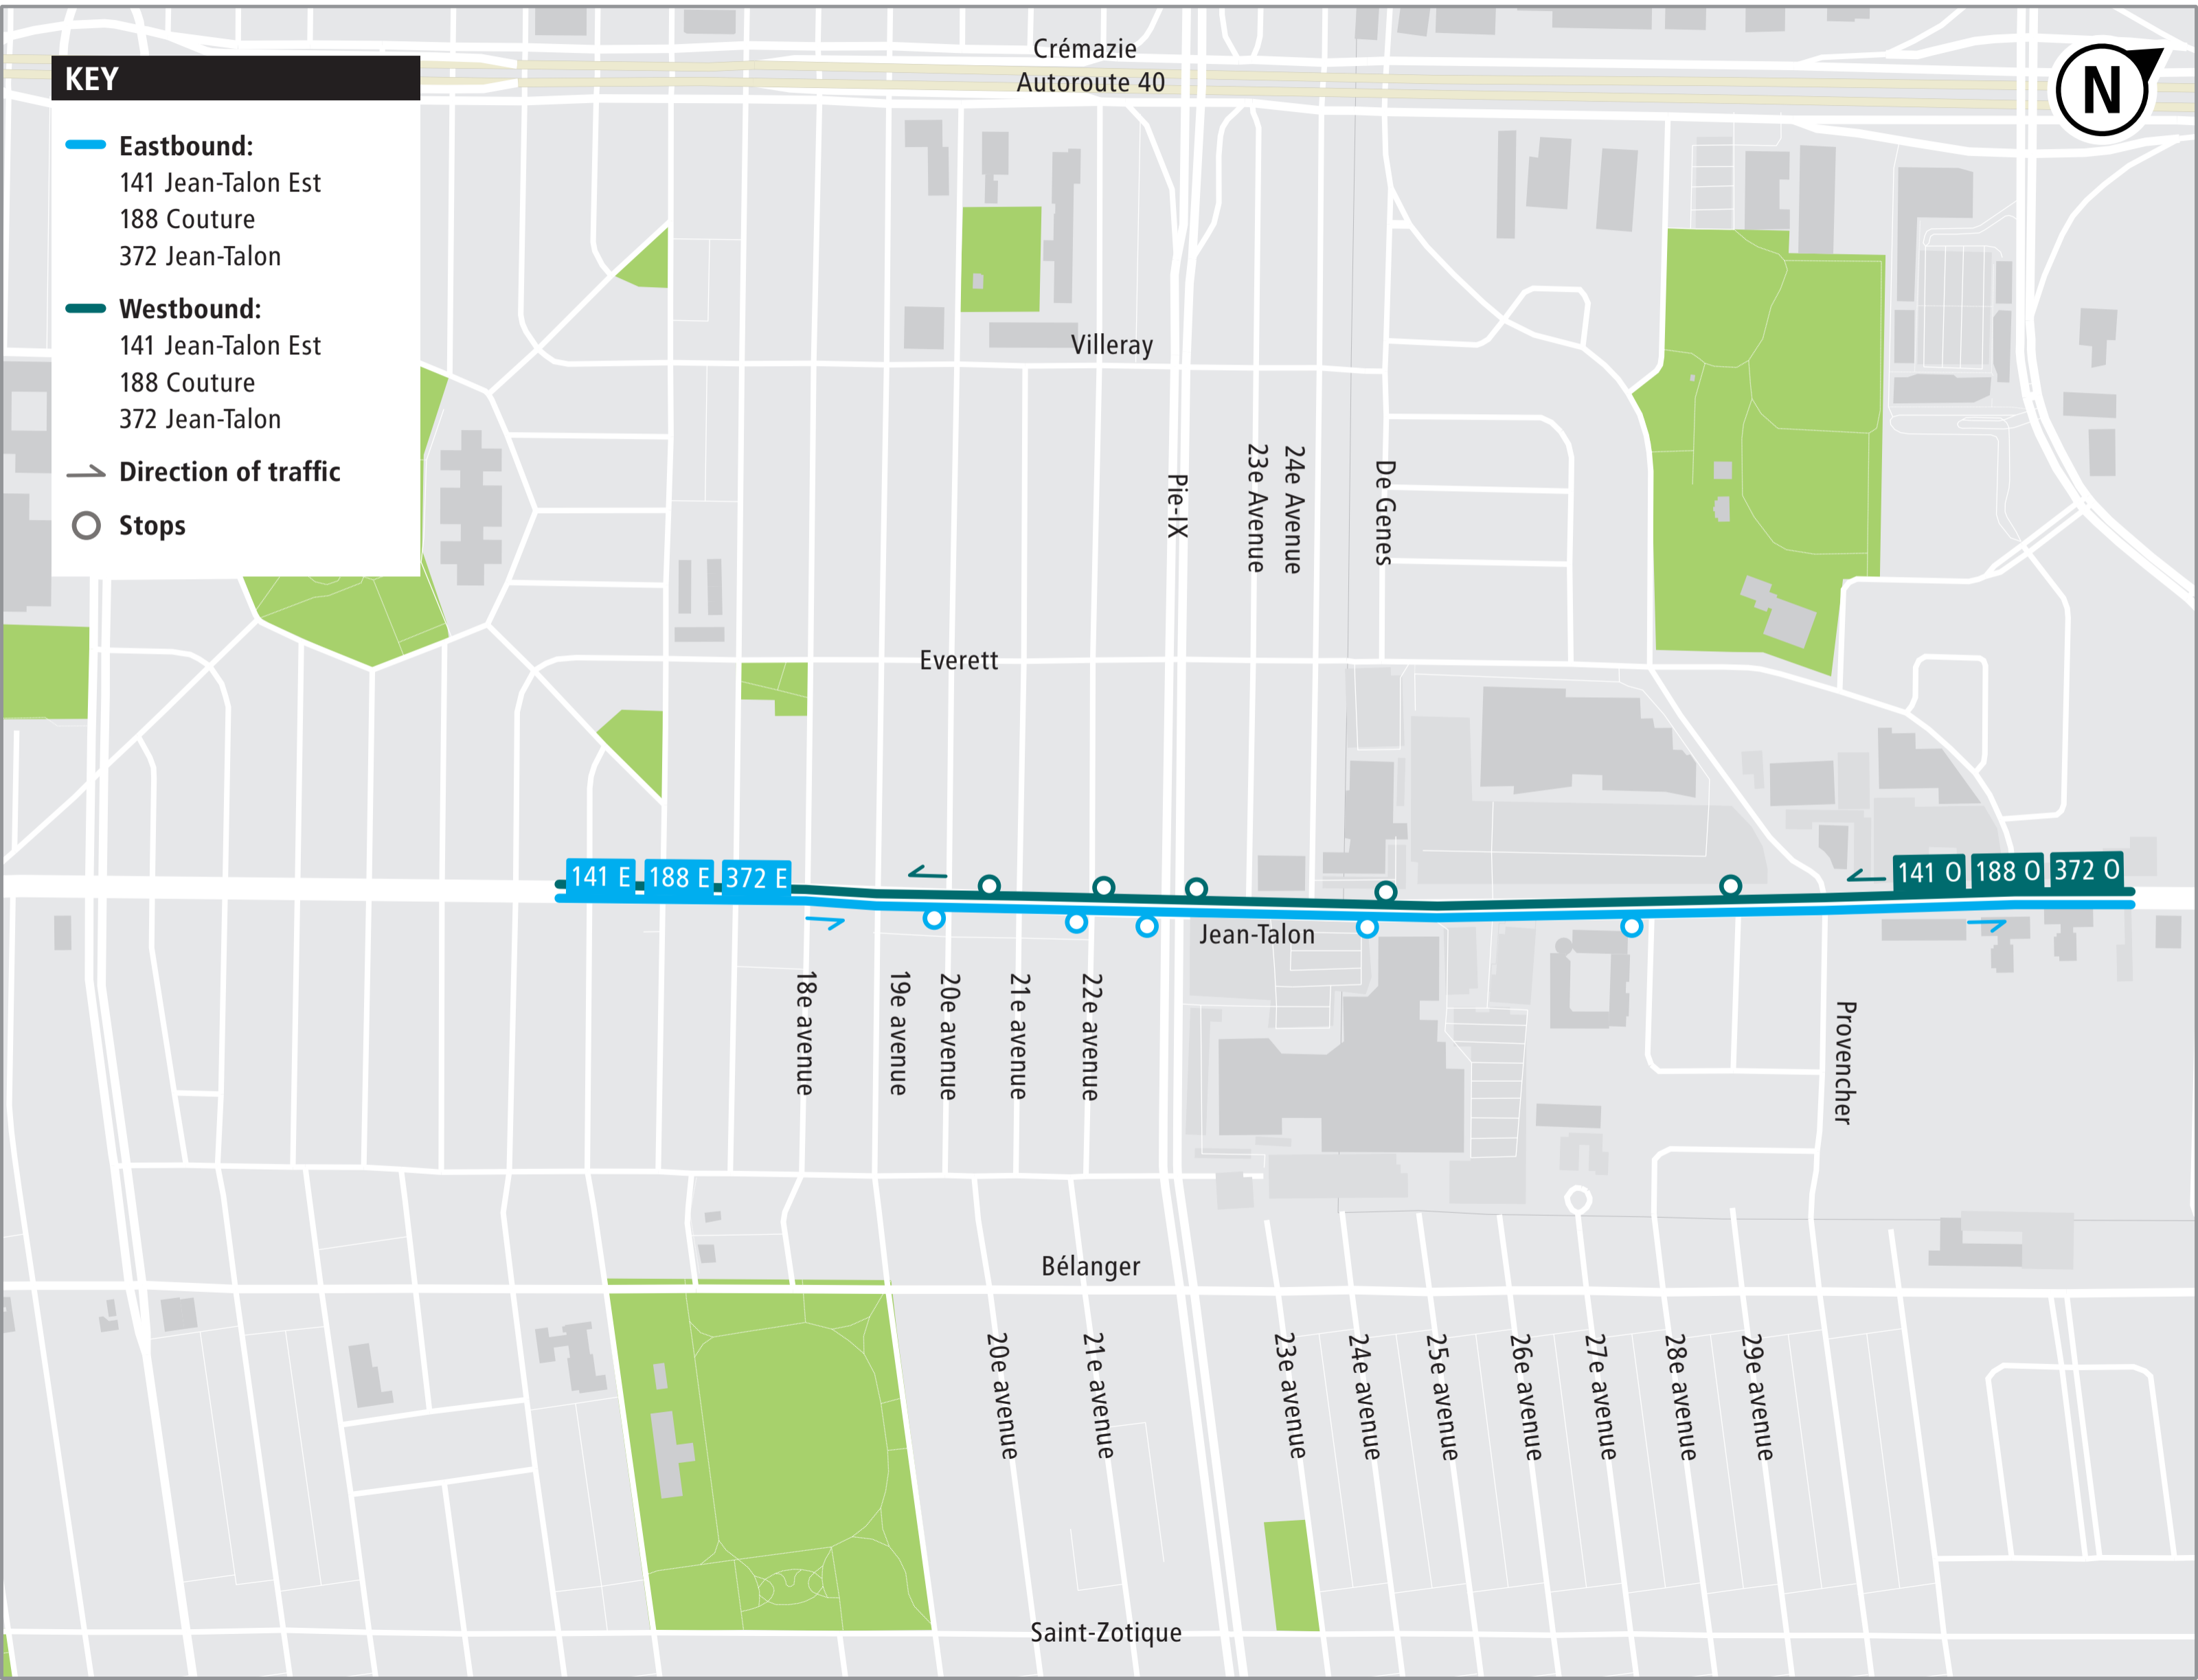 Crémazie
Autoroute 40
N
KEY
Eastbound:
141 Jean-Talon Est
188 Couture
372 Jean-Talon
Westbound:
141 Jean-Talon Est
188 Couture
372 Jean-Talon
Direction of traffic
Stops
Villeray
Pie-IX
23e Avenue
24e Avenue
De Genes
Everett
141 E
188 E
372 E
141 O
188 O
372 O
Jean-Talon
18e avenue
19e avenue
20e avenue
21e avenue
22e avenue
Provencher
Bélanger
20e avenue
21e avenue
23e avenue
24e avenue
25e avenue
26e avenue
27e avenue
28e avenue
29e avenue
Saint-Zotique